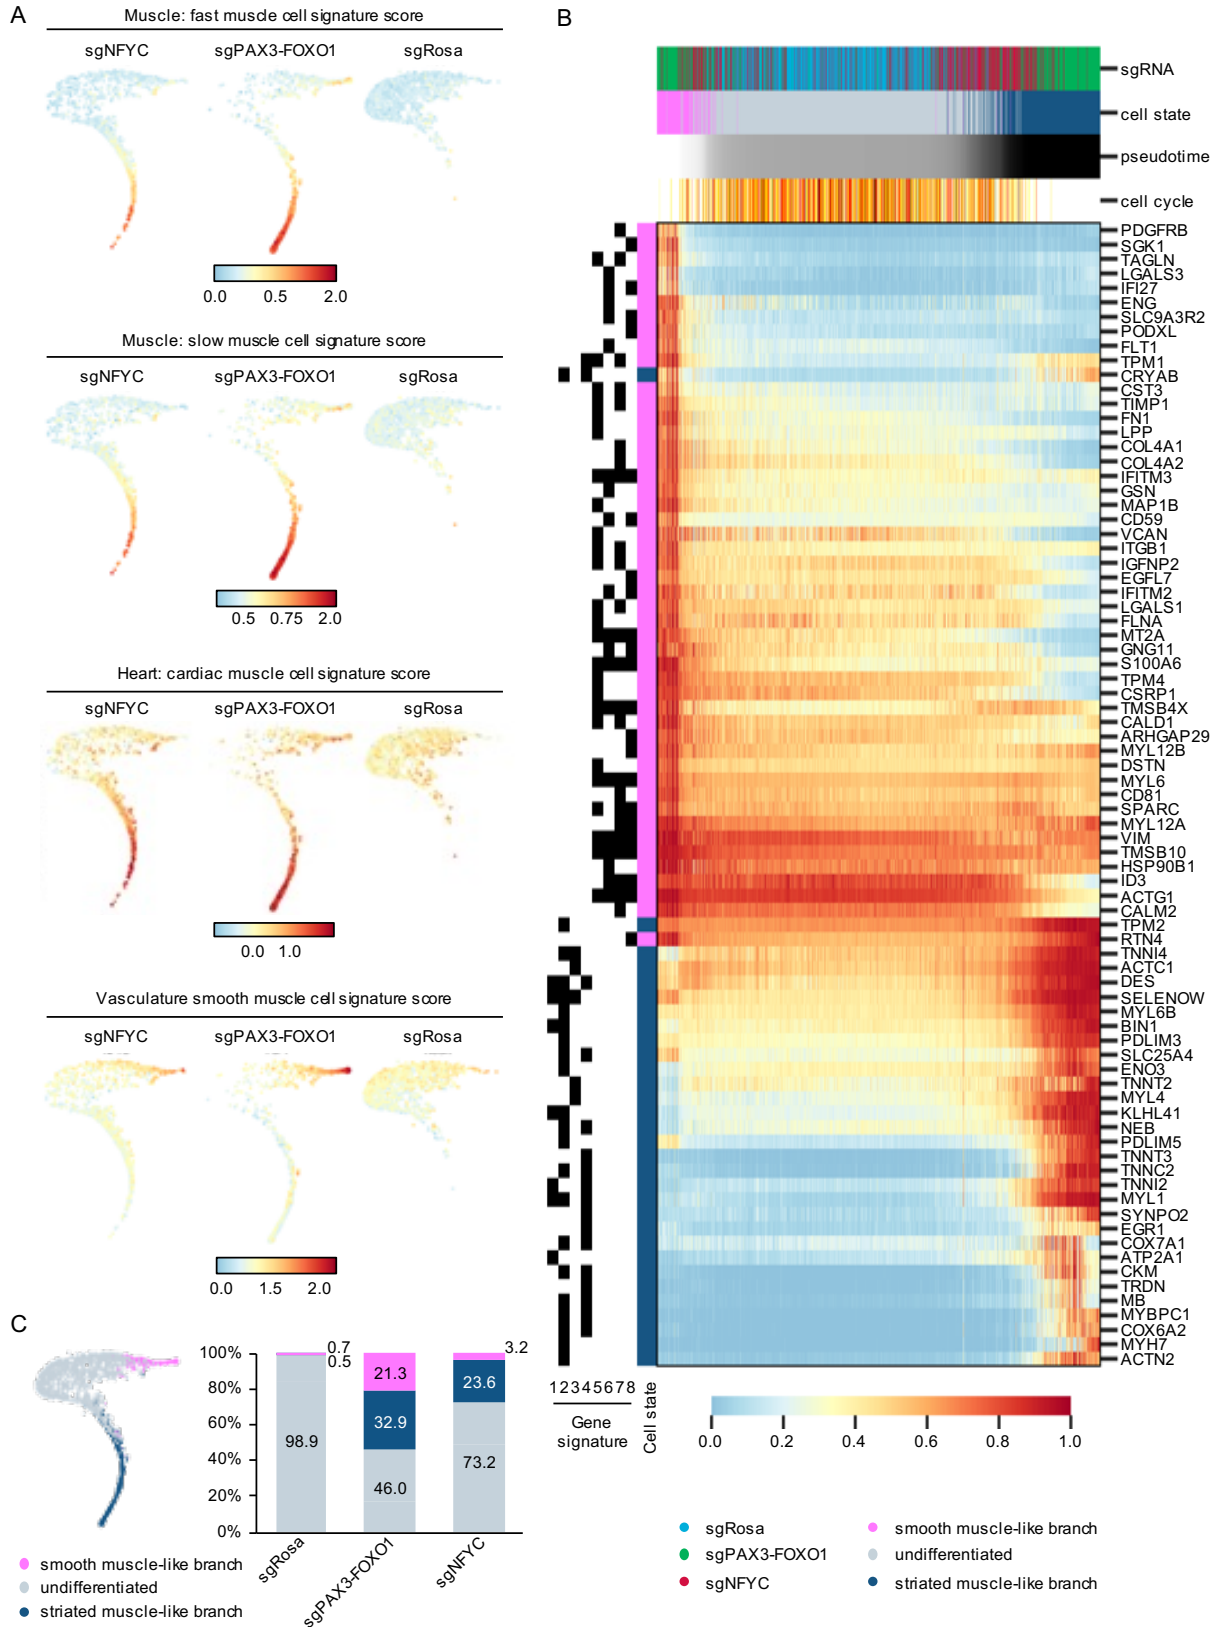 A
Muscle: fast muscle cell signature score
sgNFYC sgPAX3-FOXO1 sgRosa
0.0 0.5 2.0
Muscle: slow muscle cell signature score
sgNFYC sgPAX3-FOXO1 sgRosa
0.5 0.75 2.0
Heart: cardiac muscle cell signature score
sgNFYC sgPAX3-FOXO1 sgRosa
0.0 1.0
Vasculature smooth muscle cell signature score
sgNFYC sgPAX3-FOXO1 sgRosa
0.0 1.5 2.0
B
sgRNA
cell state
pseudotime
cell cycle
PDGFRB
SGK1
TAGLN
LGALS3
IFI27
ENG
SLC9A3R2
PODXL
FLT1
TPM1
CRYAB
CST3
TIMP1
FN1
LPP
COL4A1
COL4A2
IFITM3
GSN
MAP1B
CD59
VCAN
ITGB1
IGFNP2
EGFL7
IFITM2
LGALS1
FLNA
MT2A
GNG11
S100A6
TPM4
CSRP1
TMSB4X
CALD1
ARHGAP29
MYL12B
DSTN
MYL6
CD81
SPARC
MYL12A
VIM
TMSB10
HSP90B1
ID3
ACTG1
CALM2
TPM2
RTN4
TNNI4
ACTC1
DES
SELENOW
MYL6B
BIN1
PDLIM3
SLC25A4
ENO3
TNNT2
MYL4
KLHL41
NEB
PDLIM5
TNNT3
TNNC2
TNNI2
MYL1
SYNPO2
EGR1
COX7A1
ATP2A1
CKM
TRDN
MB
MYBPC1
COX6A2
MYH7
ACTN2
12345678
Gene
signature
Cell state
0.0 0.2 0.4 0.6 0.8 1.0
sgRosa
sgPAX3-FOXO1
sgNFYC
smooth muscle-like branch
undifferentiated
striated muscle-like branch
C
smooth muscle-like branch
undifferentiated
striated muscle-like branch
100%
80%
60%
40%
20%
0%
0.7
0.5
98.9
21.3
32.9
46.0
3.2
23.6
73.2
sgRosa
sgPAX3-FOXO1
sgNFYC